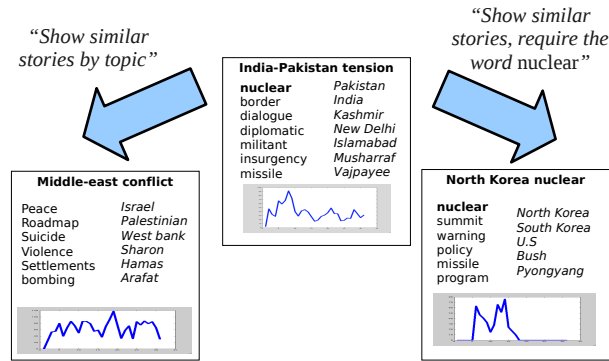 “Show similar
stories by topic”
“Show similar
stories, require the
word nuclear”
India-Pakistan tension
nuclear Pakistan
border India
dialogue Kashmir
diplomatic New Delhi
militant Islamabad
insurgency Musharraf
missile Vajpayee
Middle-east conflict
Peace Israel
Roadmap Palestinian
Suicide West bank
Violence Sharon
Settlements Hamas
bombing Arafat
North Korea nuclear
nuclear North Korea
summit South Korea
warning U.S
policy Bush
missile Pyongyang
program